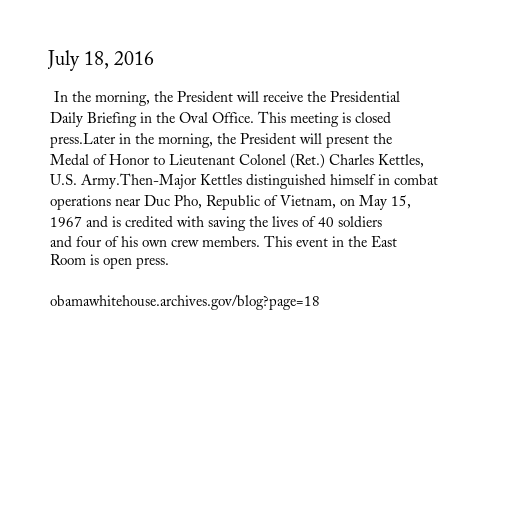 July 18, 2016
In the morning, the President will receive the Presidential
Daily Briefing in the Oval Office. This meeting is closed
press.Later in the morning, the President will present the
Medal of Honor to Lieutenant Colonel (Ret.) Charles Kettles,
U.S. Army.Then-Major Kettles distinguished himself in combat
operations near Duc Pho, Republic of Vietnam, on May 15,
1967 and is credited with saving the lives of 40 soldiers
and four of his own crew members. This event in the East
Room is open press.
obamawhitehouse.archives.gov/blog?page=18